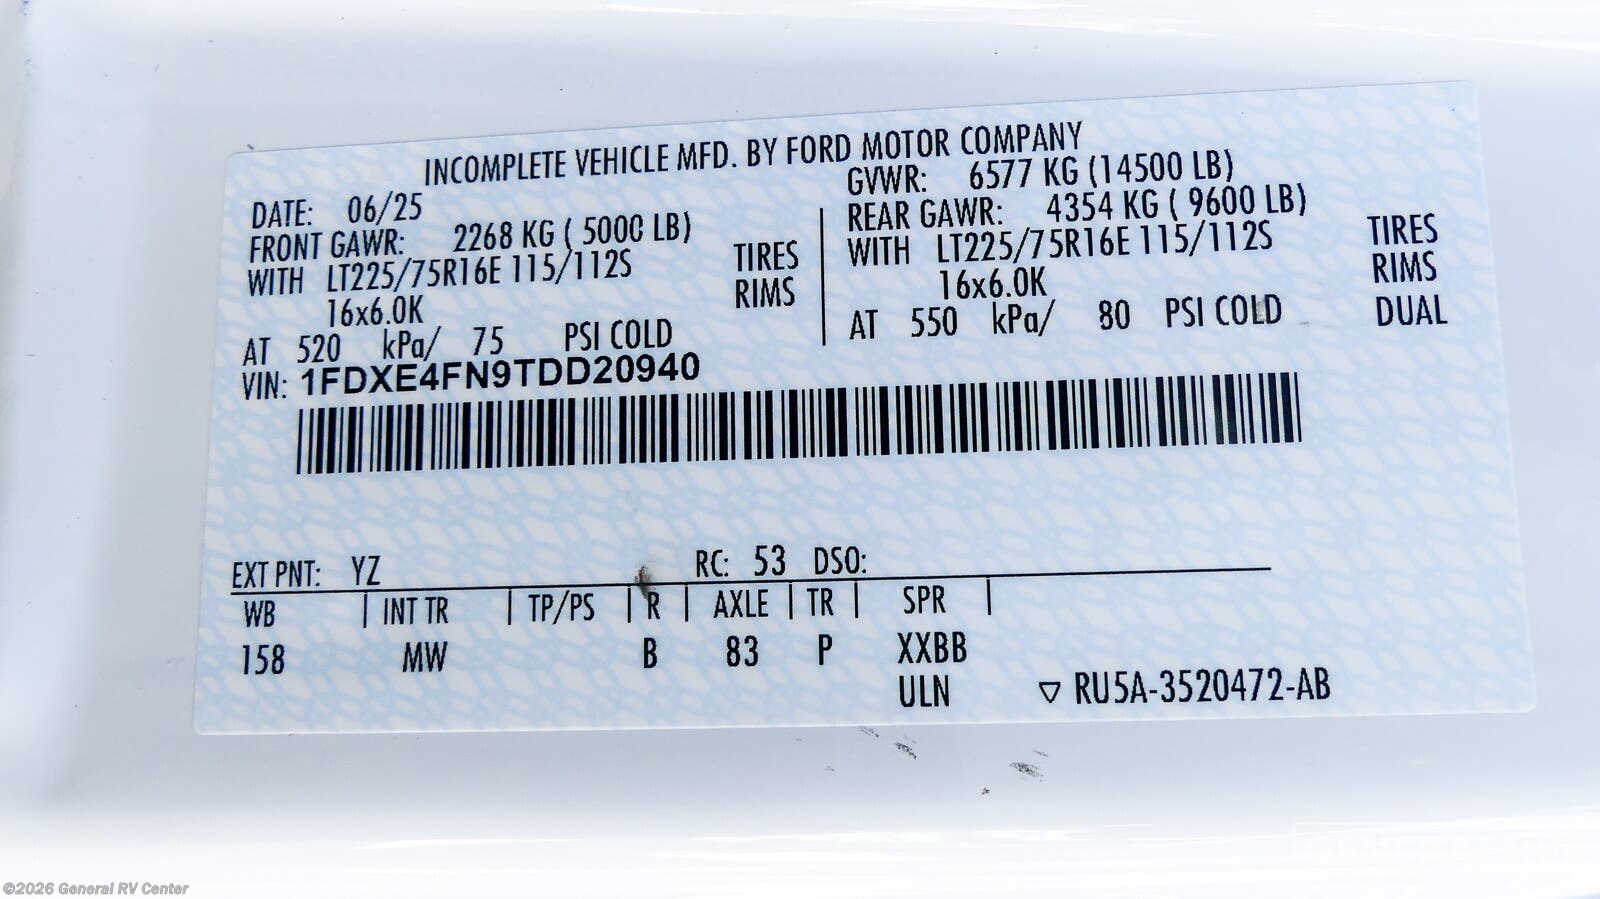 INCOMPLETE VEHICLE MFD. BY FORD MOTOR COMPANY
DATE: 06/25
GVWR: 6577 KG (14500 LB)
FRONT GAWR: 2268 KG ( 5000 LB)
REAR GAWR: 4354 KG ( 9600 LB)
WITH LT225/75R16E 115/112S TIRES
WITH LT225/75R16E 115/112S TIRES
16x6.0K RIMS
16x6.0K RIMS
AT 520 kPa/ 75 PSI COLD
AT 550 kPa/ 80 PSI COLD DUAL
VIN: 1FDXE4FN9TDD20940
EXT PNT: YZ RC: 53 DSO:
WB | INT TR | TP/PS | R | AXLE | TR | SPR |
158 MW B 83 P XXBB
ULN ▽ RU5A-3520472-AB
©2026 General RV Center